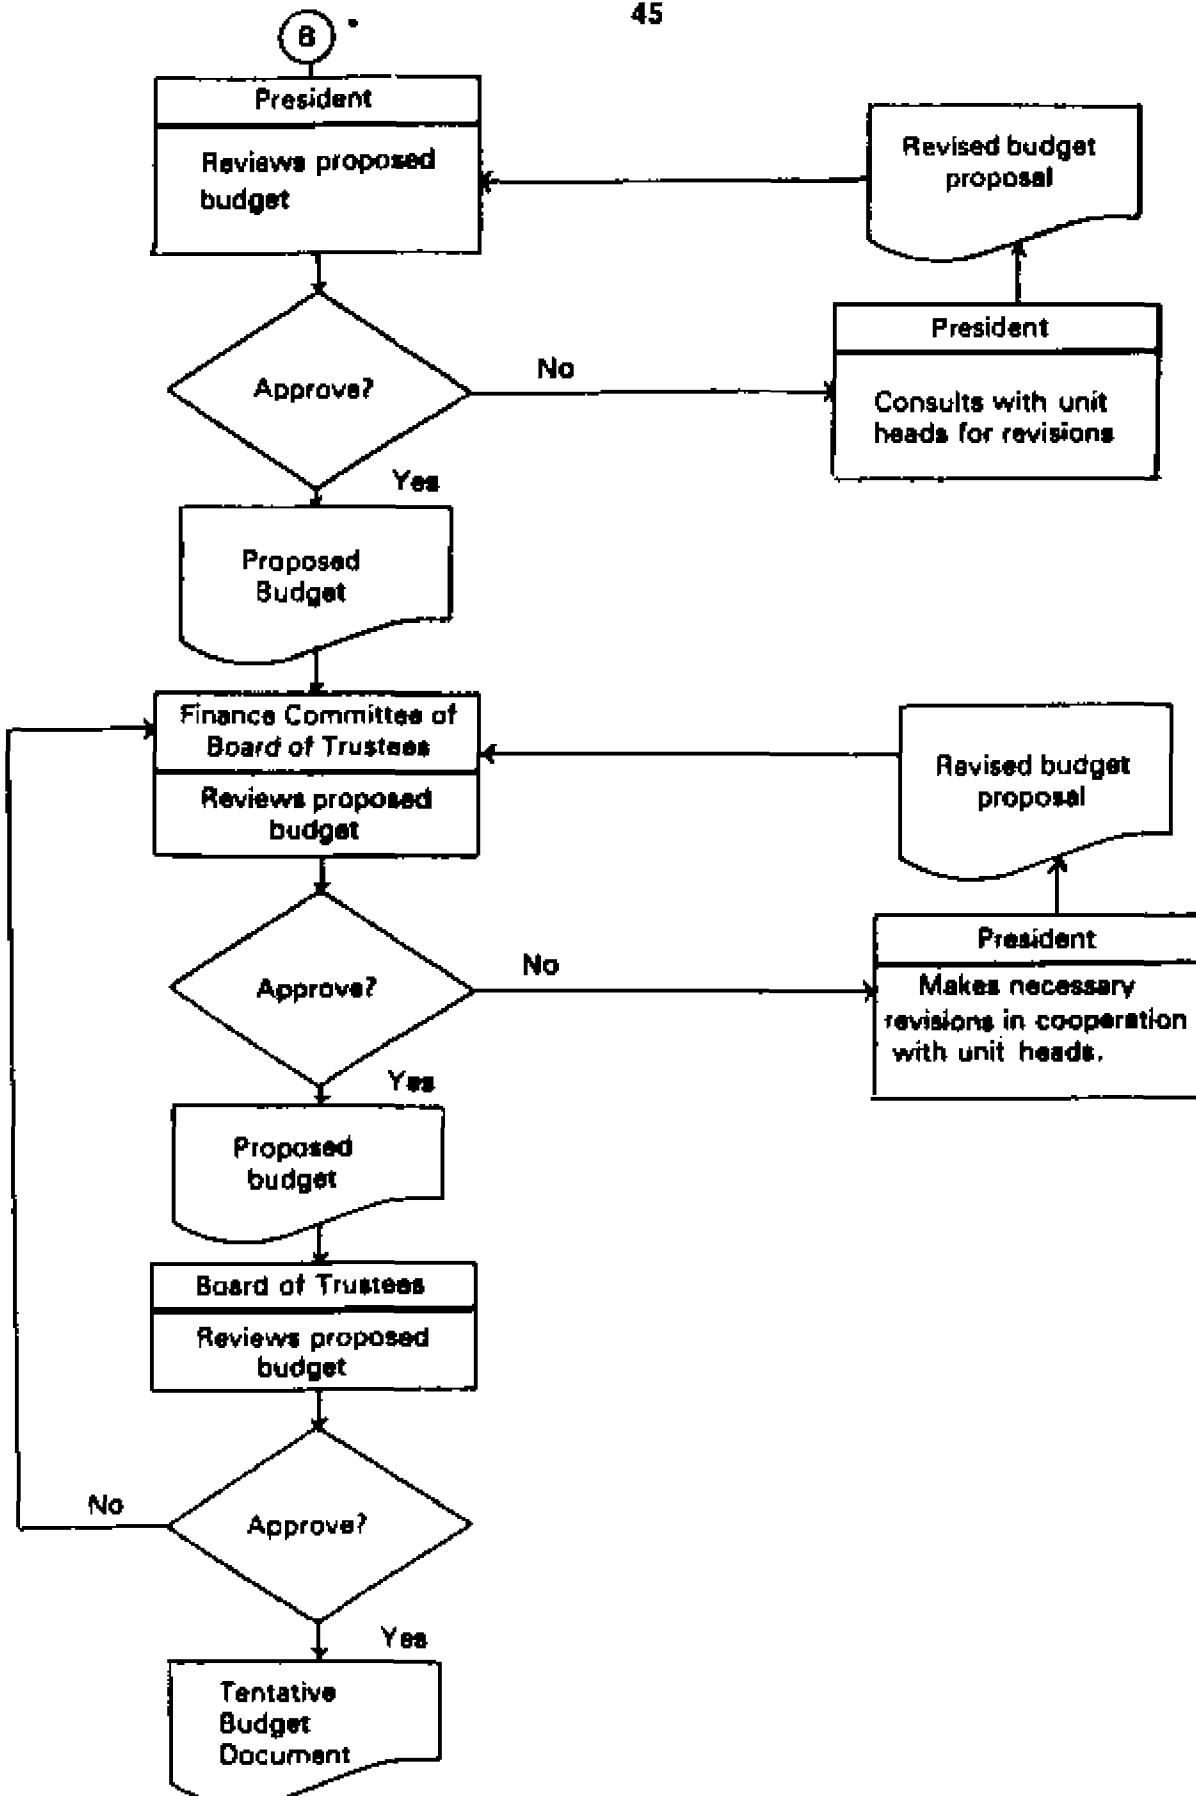 45
B
President
Reviews proposed
budget
Revised budget
proposal
Approve?
No
President
Consults with unit
heads for revisions
Yes
Proposed
Budget
Finance Committee of
Board of Trustees
Reviews proposed
budget
Revised budget
proposal
Approve?
No
President
Makes necessary
revisions in cooperation
with unit heads.
Yes
Proposed
budget
Board of Trustees
Reviews proposed
budget
Approve?
No
Yes
Tentative
Budget
Document